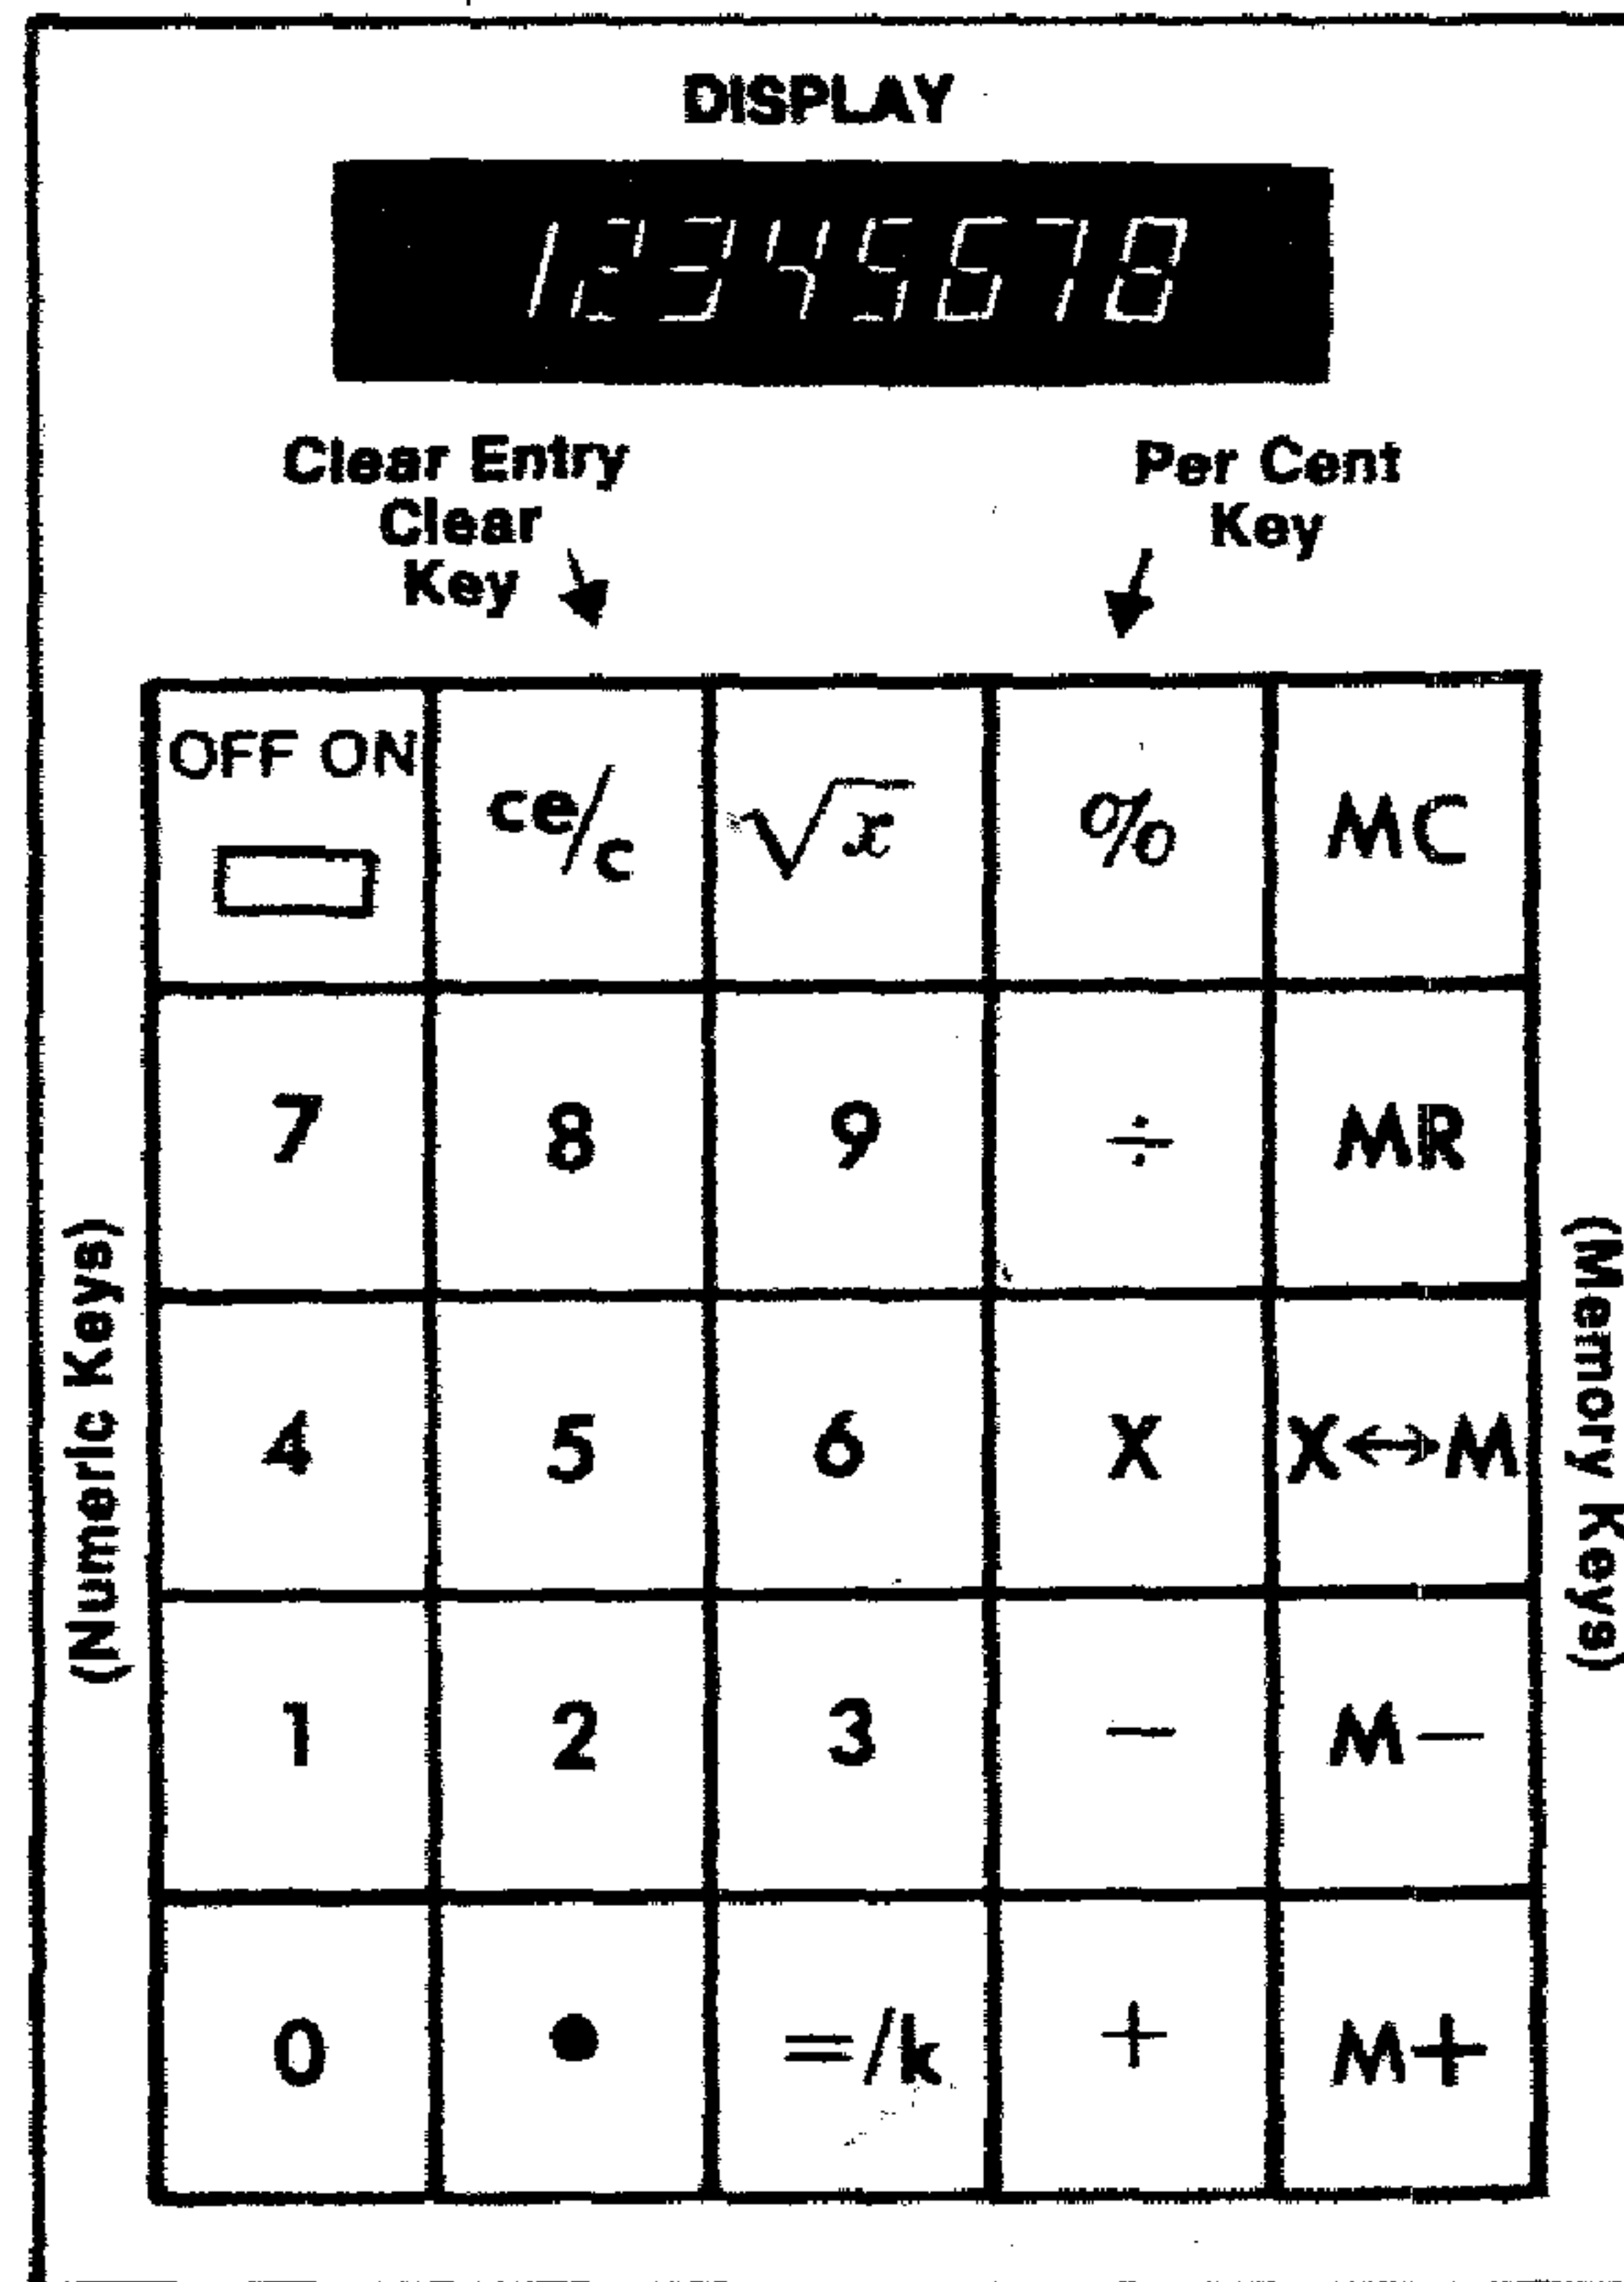 DISPLAY
12345678
Clear Entry
Clear
Key
Per Cent
Key
OFF ON ce/c √x % MC
7 8 9 ÷ MR
4 5 6 X X↔M
1 2 3 − M−
0 • =/k + M+
(Numeric Keys)
(Memory Keys)